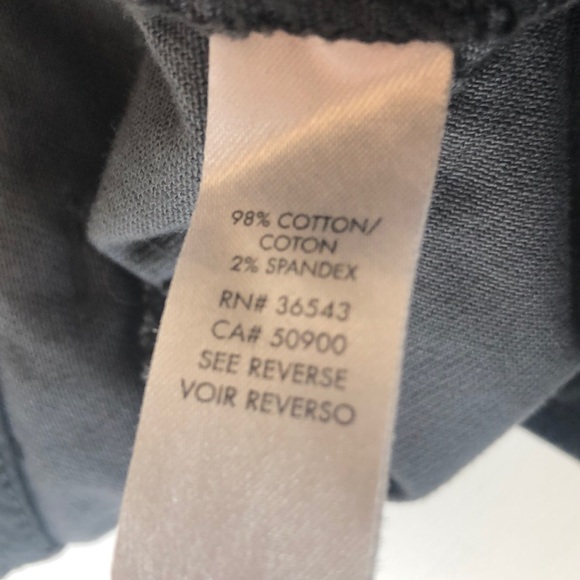 98% COTTON/
COTON
2% SPANDEX
RN# 36543
CA# 50900
SEE REVERSE
VOIR REVERSO